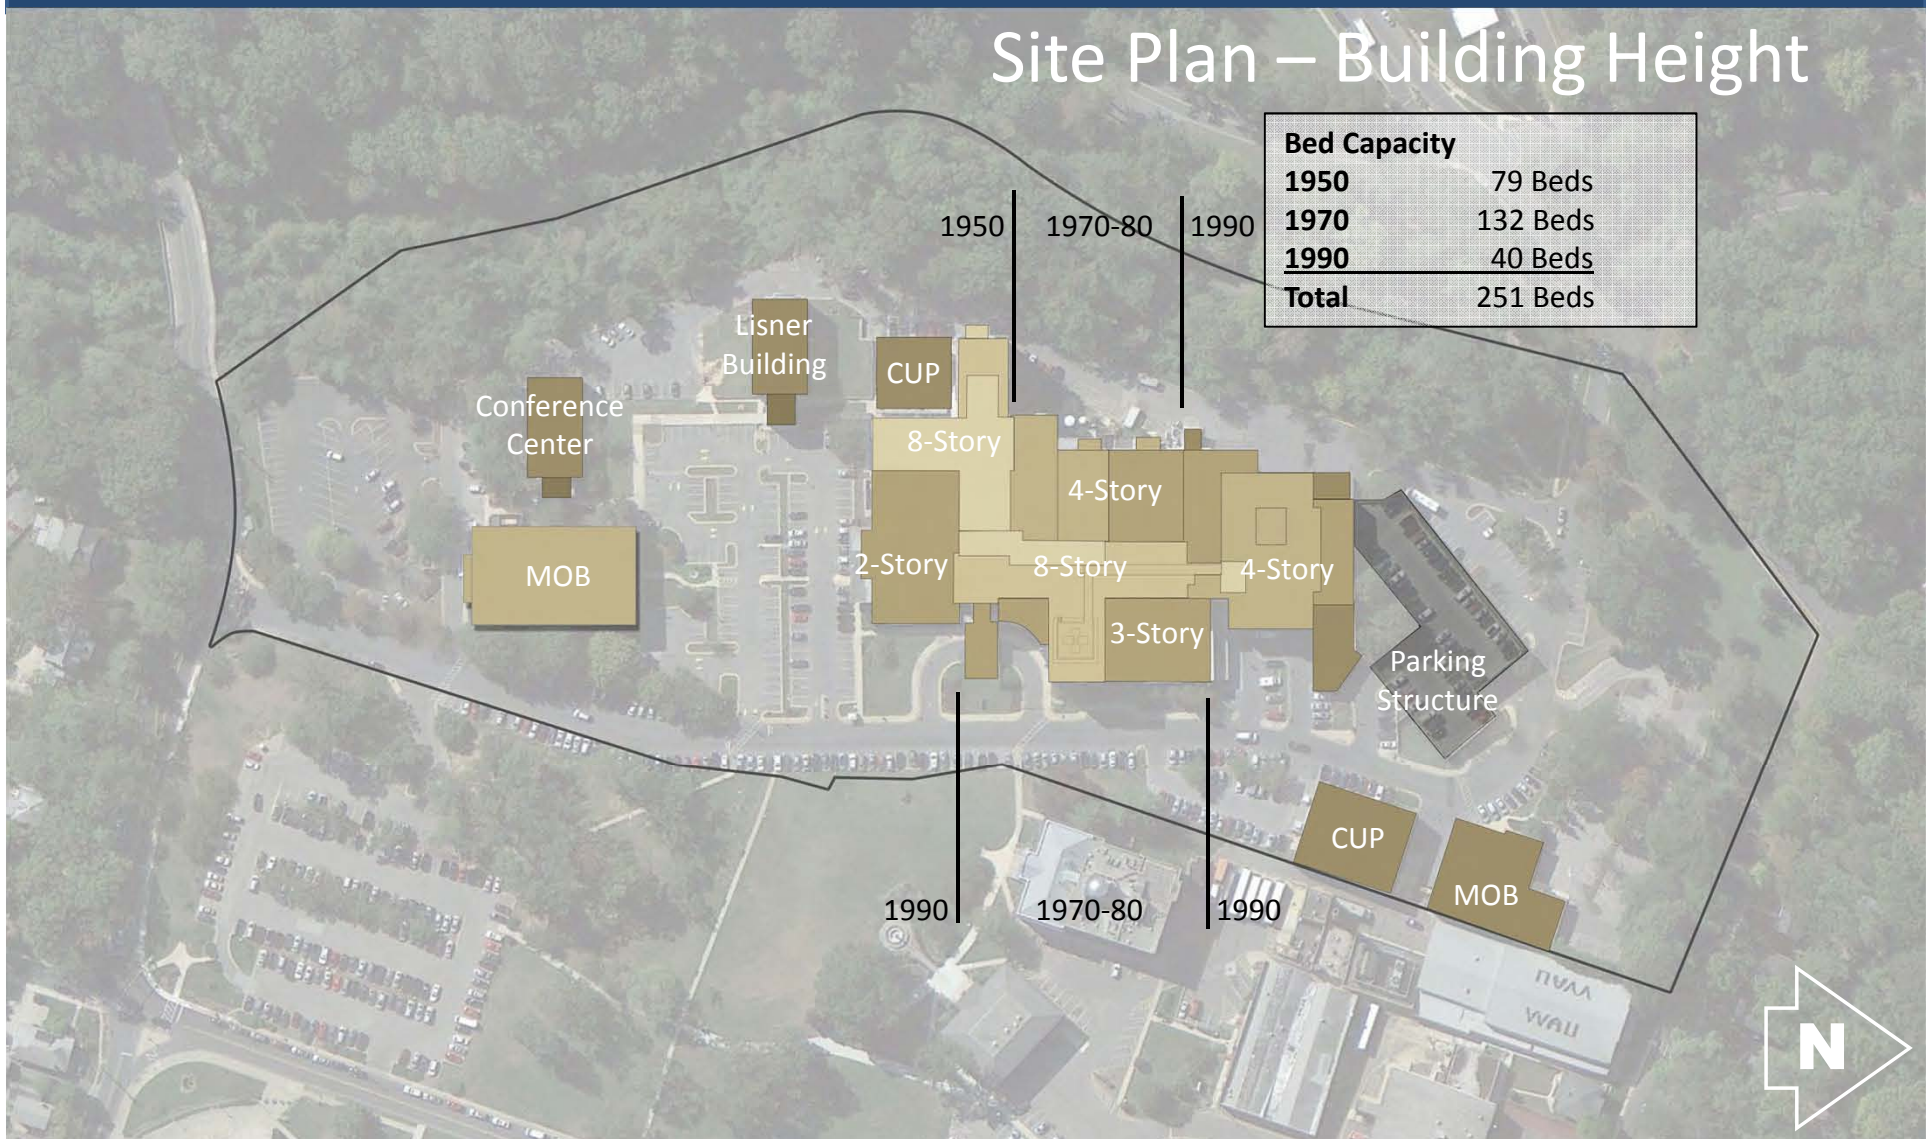 Site Plan – Building Height
Bed Capacity
1950 79 Beds
1970 132 Beds
1990 40 Beds
Total 251 Beds
1950 1970-80 1990
Lisner
Building
CUP
Conference
Center
8-Story
4-Story
MOB
2-Story
8-Story
4-Story
3-Story
Parking
Structure
CUP
MOB
1990 1970-80 1990
WAU
WAU
N